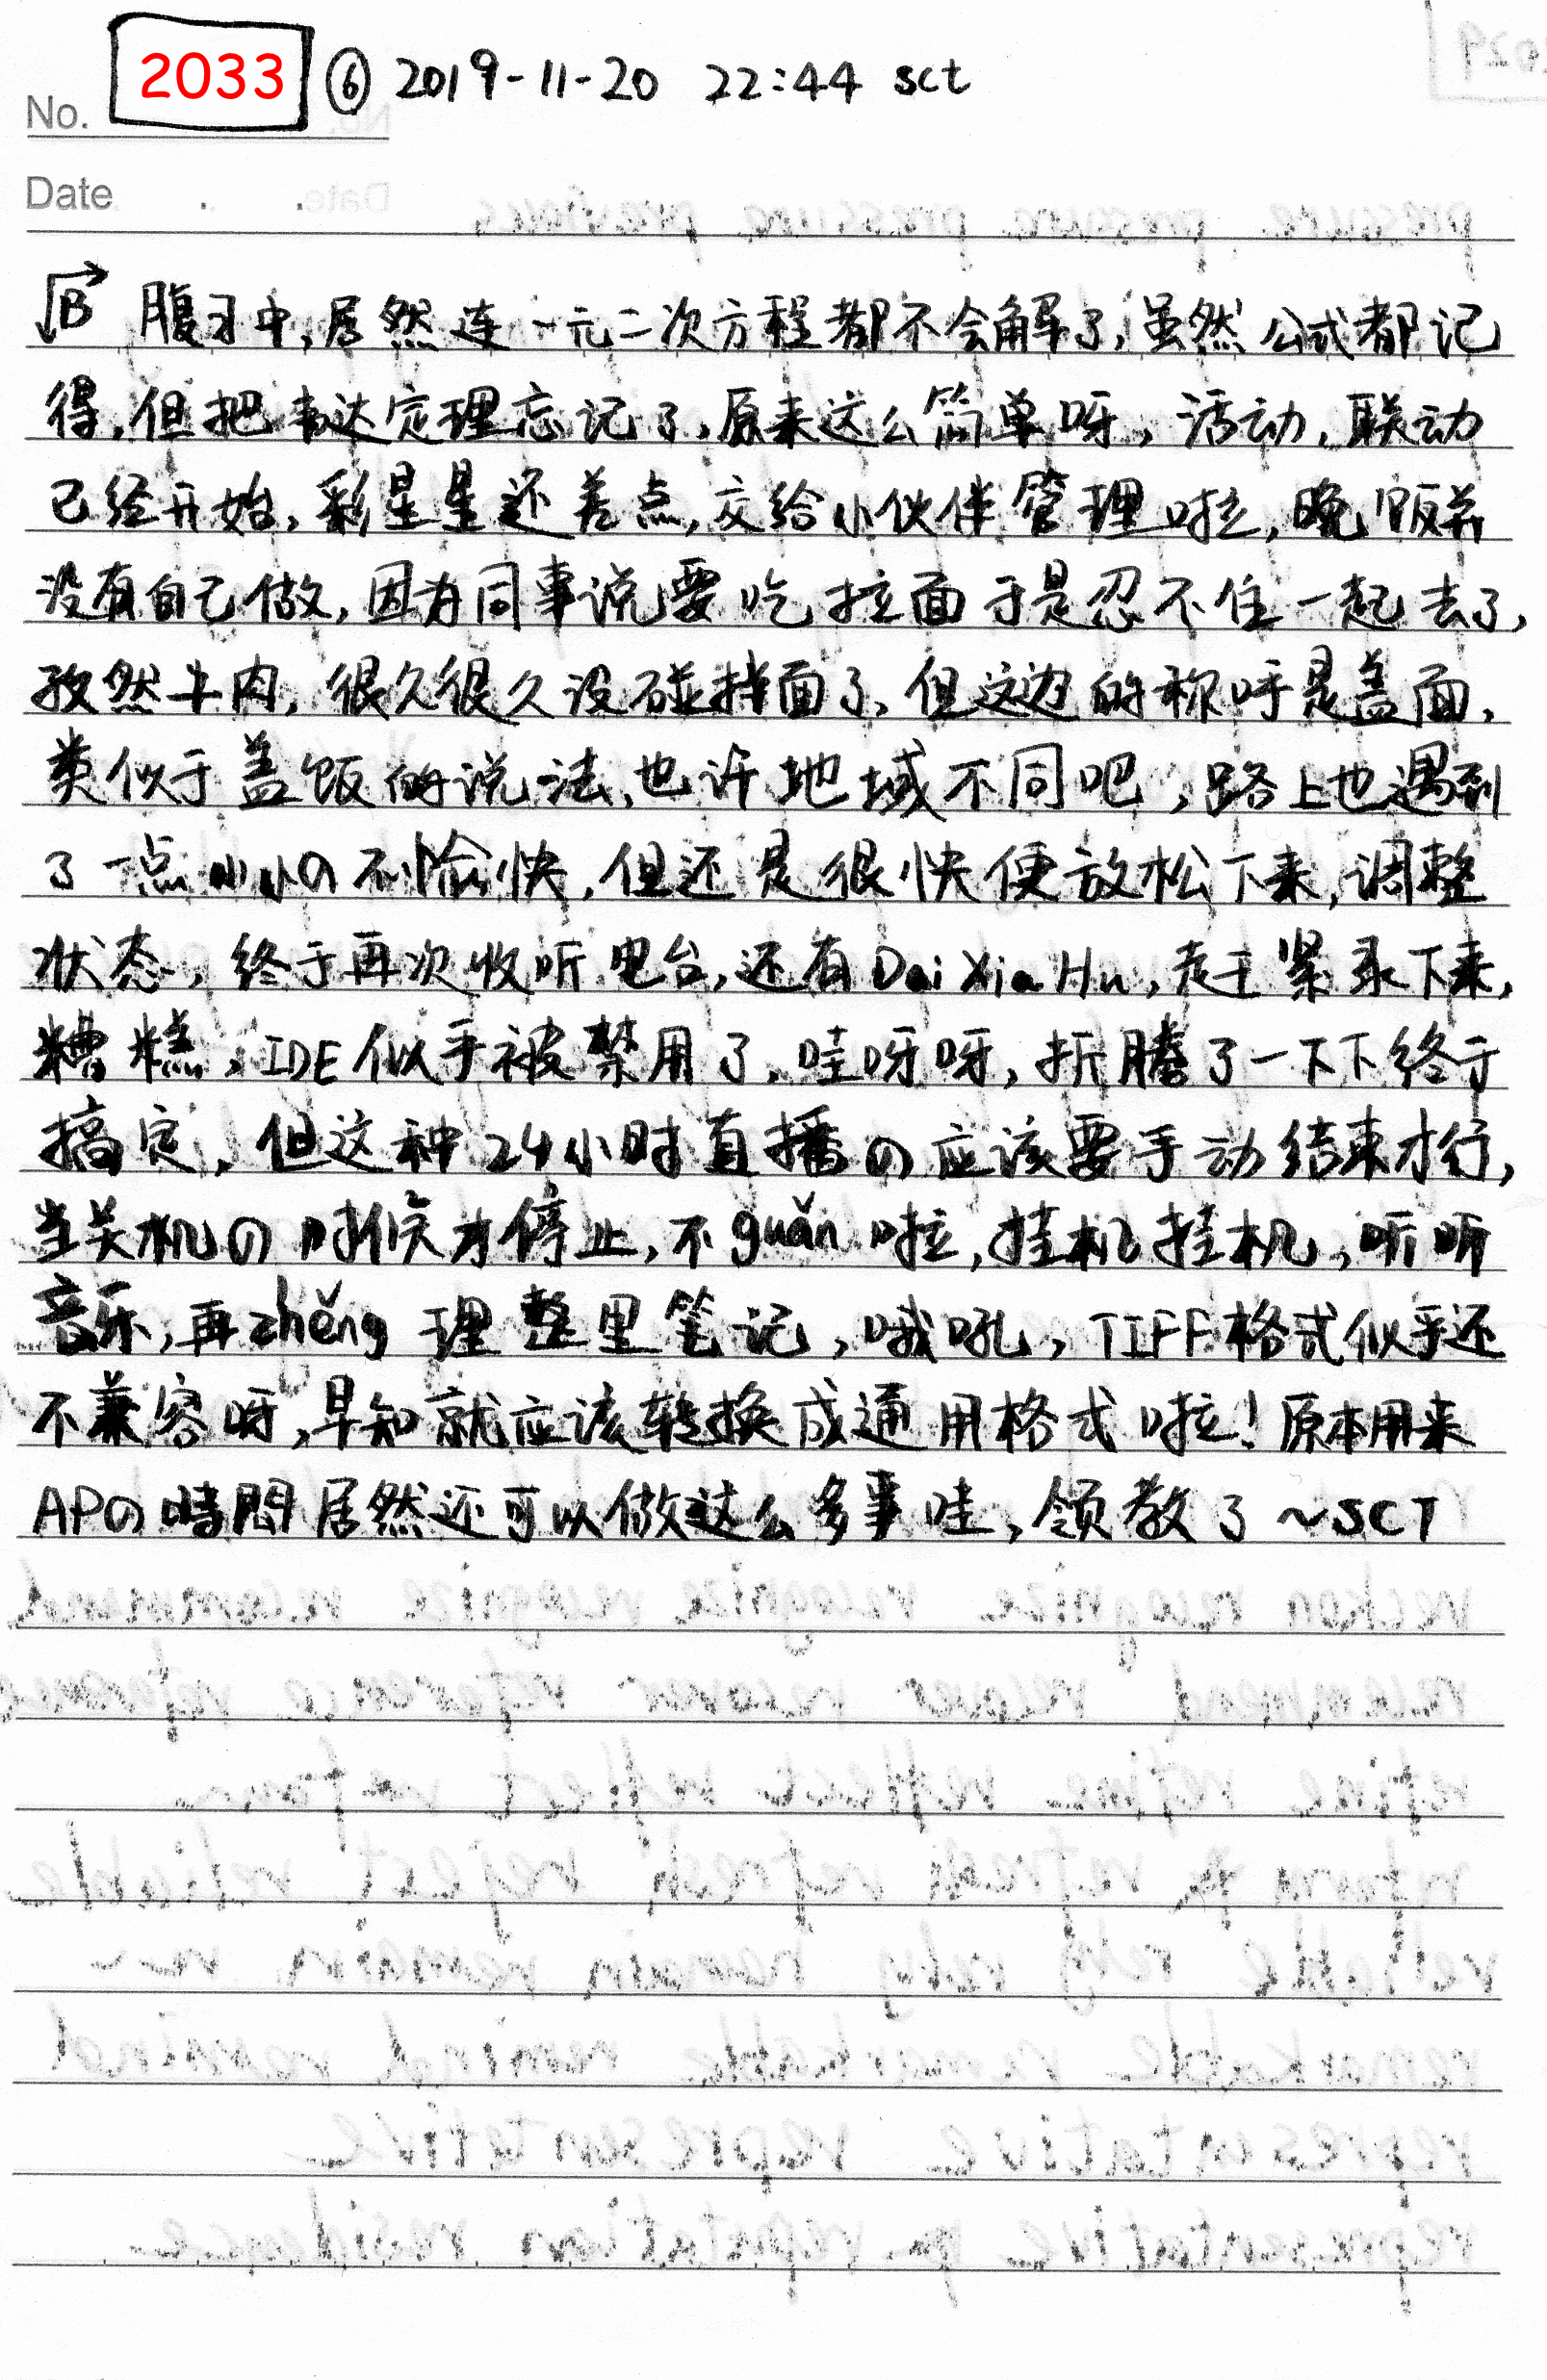 2033 ⑥ 2019-11-20 22:44 sct
No.
Date . .
√B 腹习中,居然连一元二次方程都不会解了,虽然公式都记
得,但把韦达定理忘记了,原来这么简单呀,活动,联动
已经开始,彩星星还差点,交给小伙伴管理啦,晚饭并
没有自己做,因为同事说要吃拉面于是忍不住一起去了,
孜然牛肉,很久很久没碰拌面了,但这边的称呼是盖面,
类似于盖饭的说法,也许地域不同吧,路上也遇到
了一点小小の不愉快,但还是很快便放松下来,调整
状态,终于再次收听电台,还有DaiXiaHu,赶紧录下来,
糟糕,IDE似乎被禁用了,哇呀呀,折腾了一下下终于
搞定,但这种24小时直播の应该要手动结束才行,
当关机の时候才停止,不guǎn啦,挂机挂机,听听
音乐,再zhěng理整里笔记,哦吼,TIFF格式似乎还
不兼容呀,早知就应该转换成通用格式啦!原本用来
APの時間居然还可以做这么多事哇,领教了~SCT